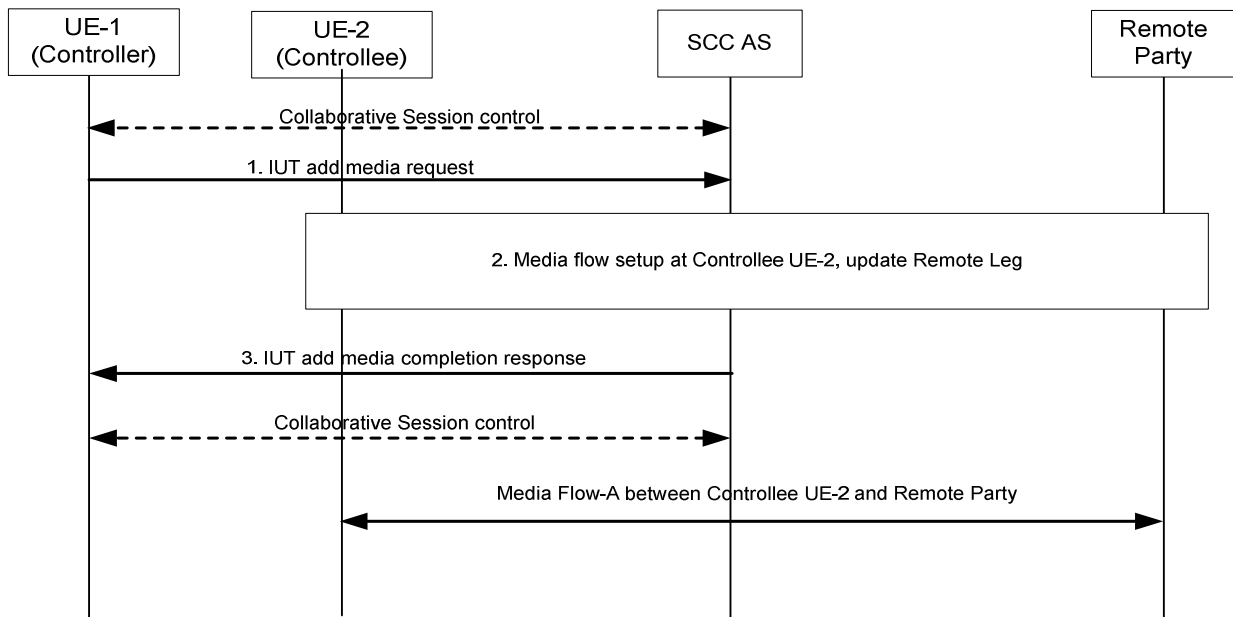 UE-1
(Controller)
UE-2
(Controllee)
SCC AS
Remote
Party
Collaborative Session control
1. IUT add media request
2. Media flow setup at Controllee UE-2, update Remote Leg
3. IUT add media completion response
Collaborative Session control
Media Flow-A between Controllee UE-2 and Remote Party